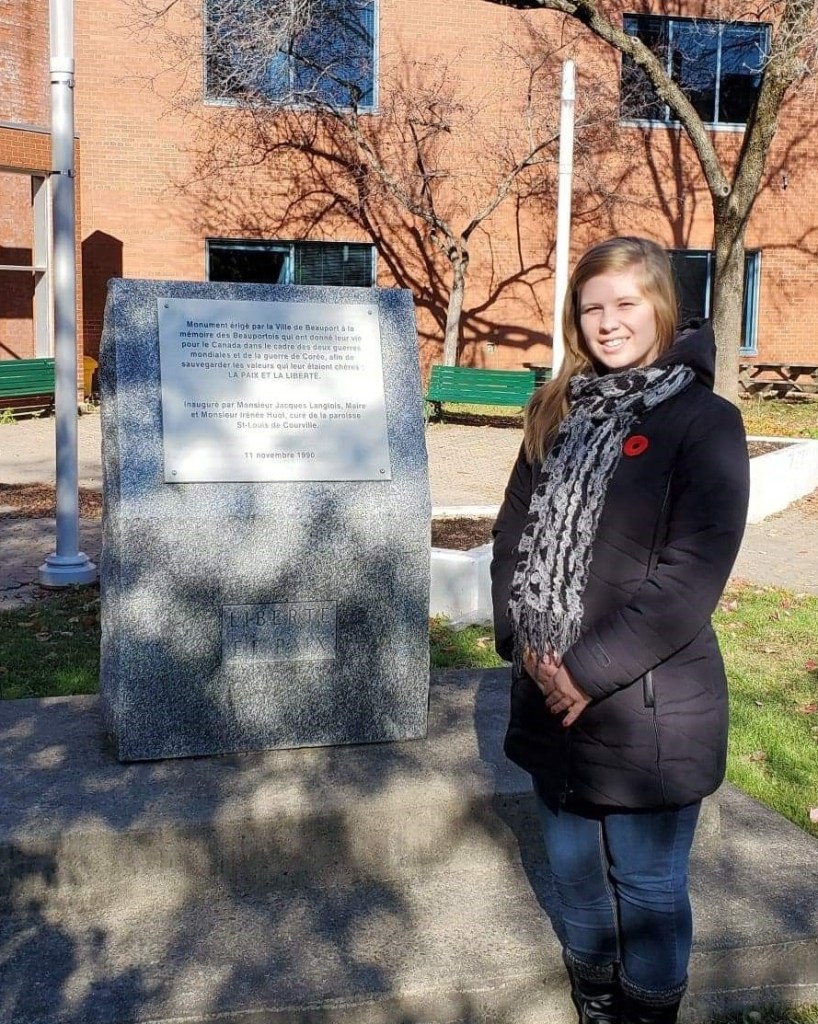 Monument érigé par la Ville de Beauport à la
mémoire des Beauportois qui ont donné leur vie
pour le Canada dans le cadre des deux guerres
mondiales et de la guerre de Corée, afin de
sauvegarder les valeurs qui leur étaient chères :
LA PAIX ET LA LIBERTÉ.
Inauguré par Monsieur Jacques Langlois, Maire
et Monsieur Irénée Huot, curé de la paroisse
St-Louis de Courville.
11 novembre 1990
LIBERTÉ
ET PAIX